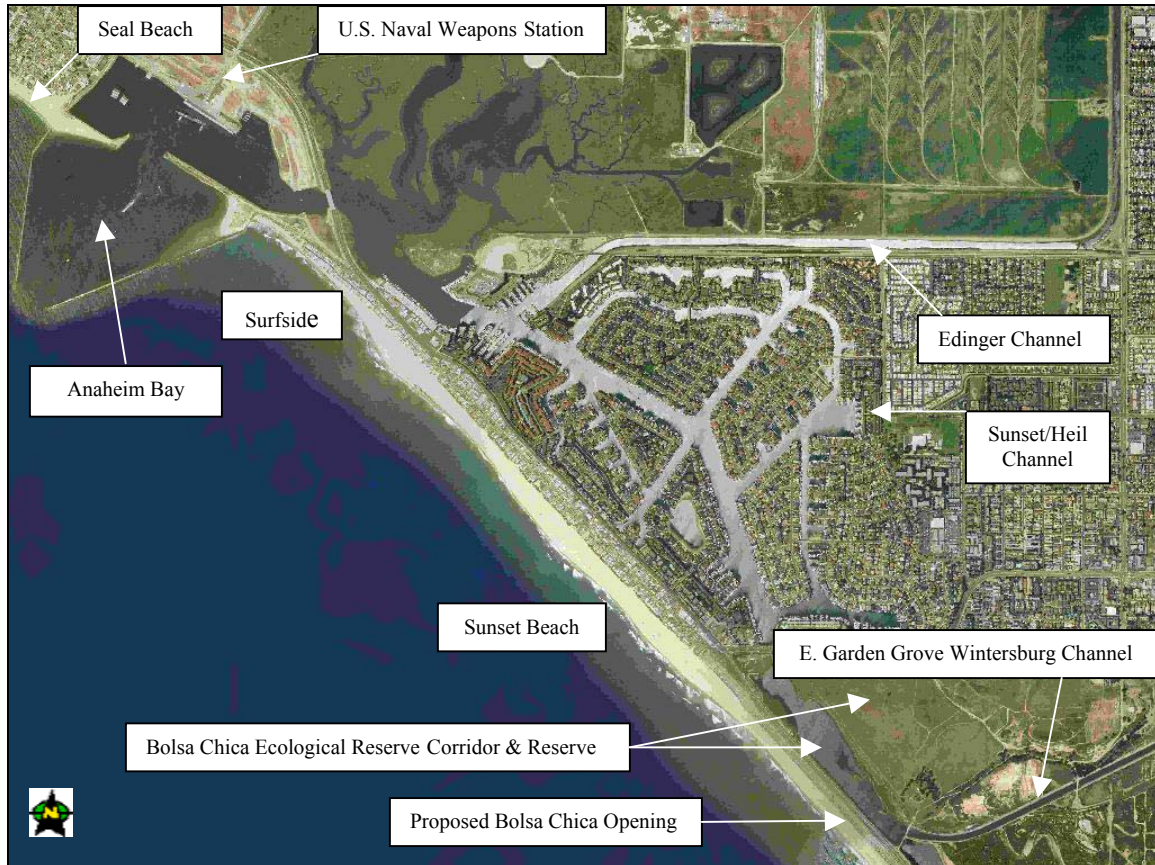 Seal Beach
U.S. Naval Weapons Station
Surfside
Edinger Channel
Anaheim Bay
Sunset/Heil
Channel
Sunset Beach
E. Garden Grove Wintersburg Channel
Bolsa Chica Ecological Reserve Corridor & Reserve
Proposed Bolsa Chica Opening
N